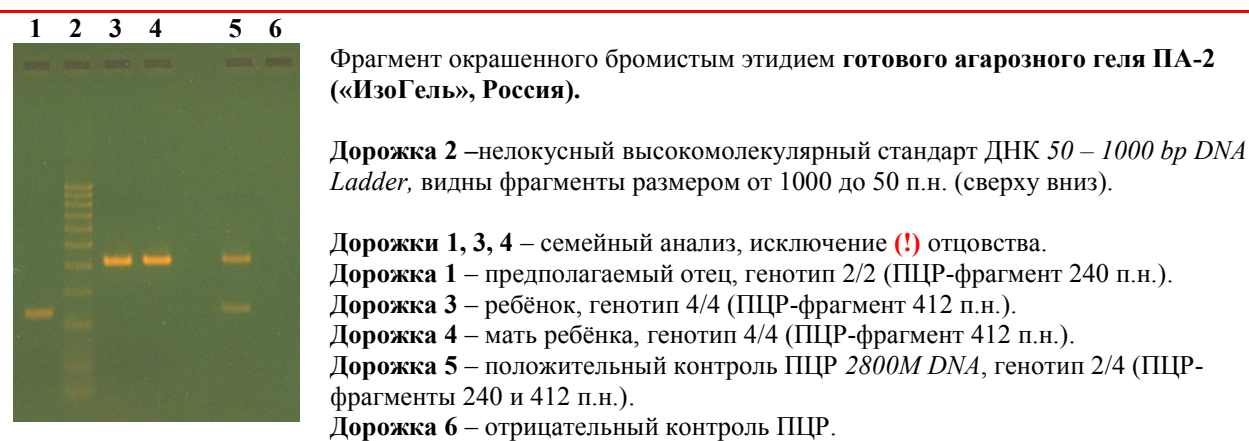 1 2 3 4 5 6
Фрагмент окрашенного бромистым этидием готового агарозного геля ПА-2
(«ИзоГель», Россия).
Дорожка 2 –нелокусный высокомолекулярный стандарт ДНК 50 – 1000 bp DNA
Ladder, видны фрагменты размером от 1000 до 50 п.н. (сверху вниз).
Дорожки 1, 3, 4 – семейный анализ, исключение (!) отцовства.
Дорожка 1 – предполагаемый отец, генотип 2/2 (ПЦР-фрагмент 240 п.н.).
Дорожка 3 – ребёнок, генотип 4/4 (ПЦР-фрагмент 412 п.н.).
Дорожка 4 – мать ребёнка, генотип 4/4 (ПЦР-фрагмент 412 п.н.).
Дорожка 5 – положительный контроль ПЦР 2800M DNA, генотип 2/4 (ПЦР-
фрагменты 240 и 412 п.н.).
Дорожка 6 – отрицательный контроль ПЦР.